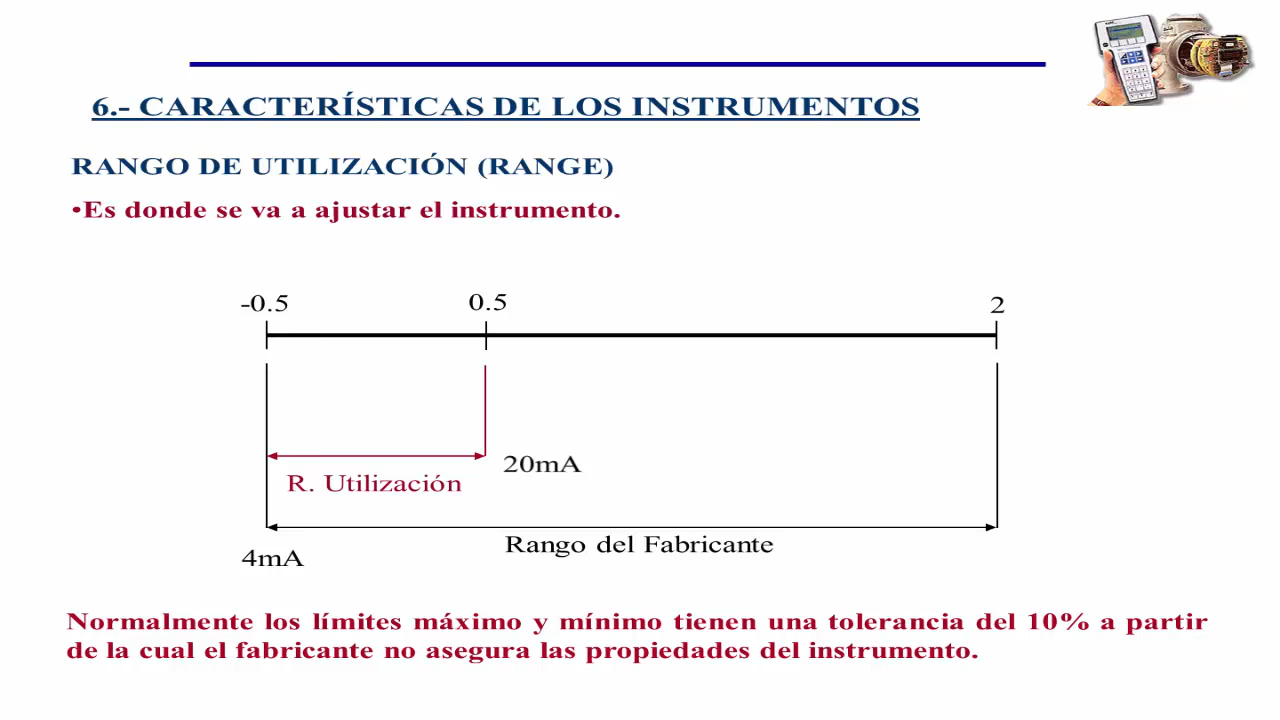 6.- CARACTERÍSTICAS DE LOS INSTRUMENTOS
RANGO DE UTILIZACIÓN (RANGE)
•Es donde se va a ajustar el instrumento.
-0.5 0.5 2
20mA
R. Utilización
Rango del Fabricante
4mA
Normalmente los límites máximo y mínimo tienen una tolerancia del 10% a partir
de la cual el fabricante no asegura las propiedades del instrumento.